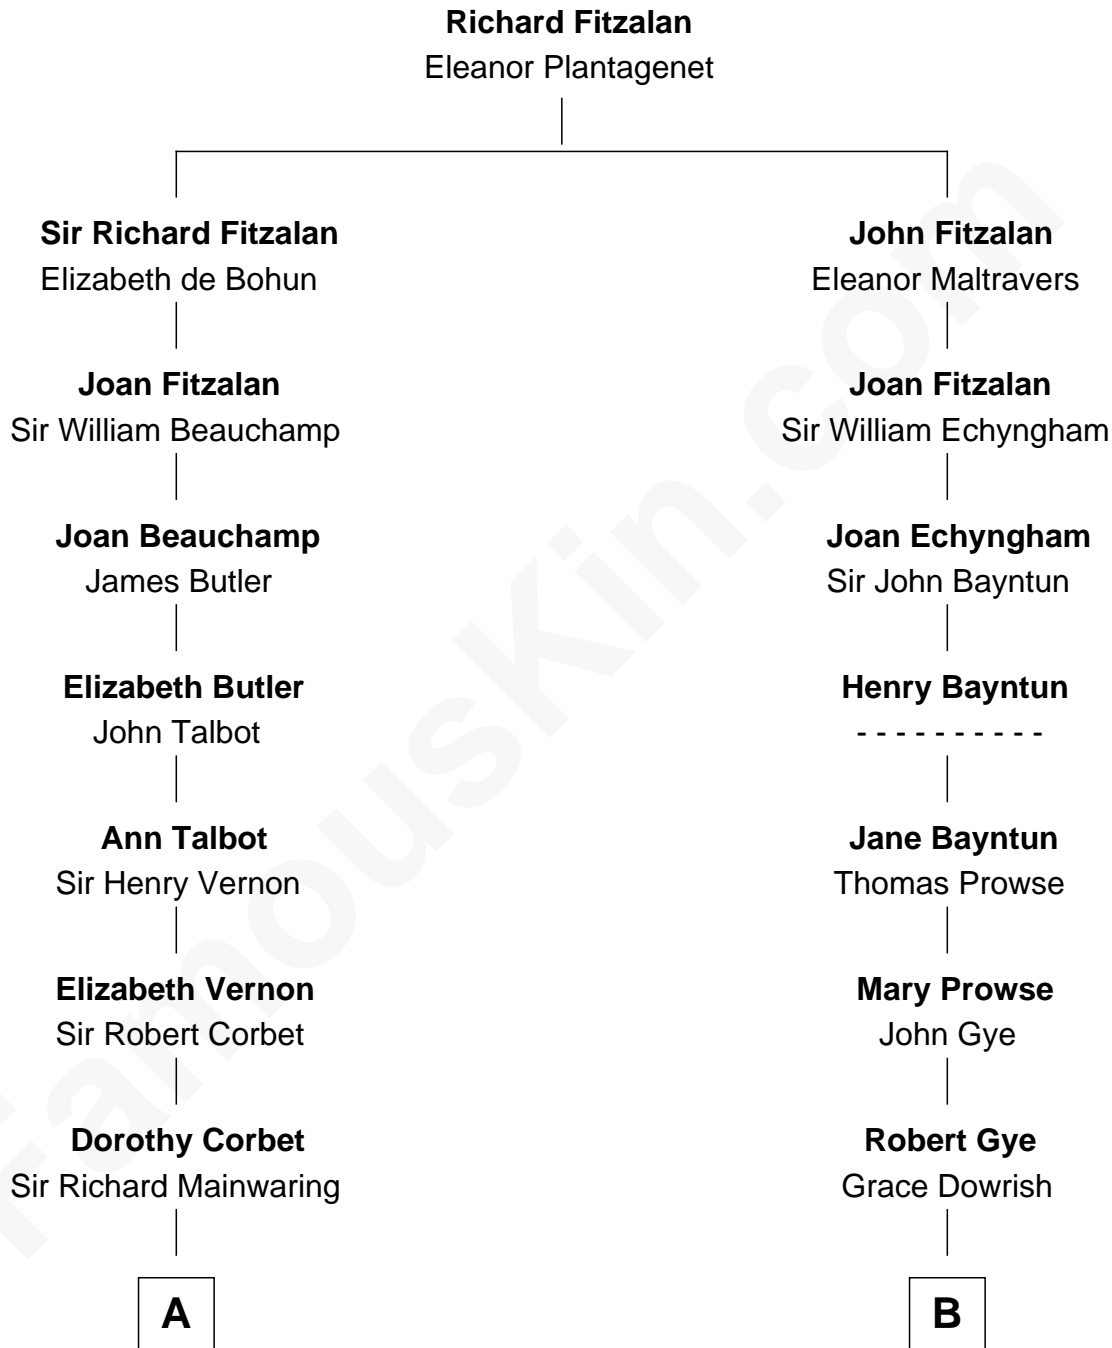 Richard Fitzalan
Eleanor Plantagenet
Sir Richard Fitzalan
Elizabeth de Bohun
John Fitzalan
Eleanor Maltravers
Joan Fitzalan
Sir William Beauchamp
Joan Fitzalan
Sir William Echyngham
Joan Beauchamp
James Butler
Joan Echyngham
Sir John Bayntun
Elizabeth Butler
John Talbot
Henry Bayntun
- - - - - - - - - -
Ann Talbot
Sir Henry Vernon
Jane Bayntun
Thomas Prowse
Elizabeth Vernon
Sir Robert Corbet
Mary Prowse
John Gye
Dorothy Corbet
Sir Richard Mainwaring
Robert Gye
Grace Dowrish
A
B
FamousKin.com